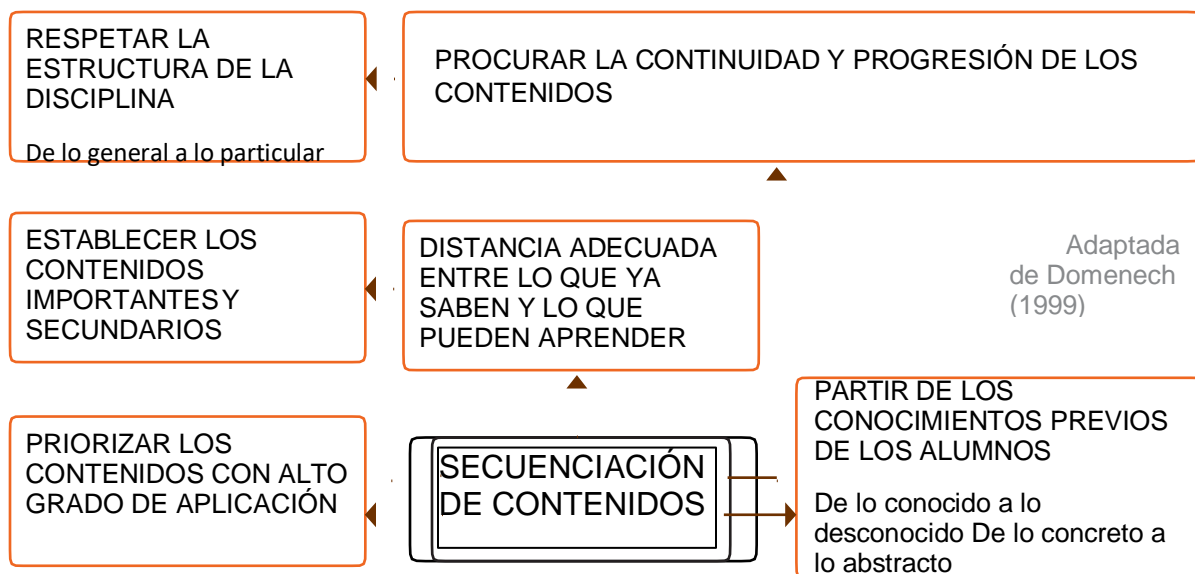 RESPETAR LA
ESTRUCTURA DE LA
DISCIPLINA
De lo general a lo particular
PROCURAR LA CONTINUIDAD Y PROGRESIÓN DE LOS
CONTENIDOS
ESTABLECER LOS
CONTENIDOS
IMPORTANTES Y
SECUNDARIOS
DISTANCIA ADECUADA
ENTRE LO QUE YA
SABEN Y LO QUE
PUEDEN APRENDER
Adaptada
de Domenech
(1999)
PRIORIZAR LOS
CONTENIDOS CON ALTO
GRADO DE APLICACIÓN
SECUENCIACIÓN
DE CONTENIDOS
PARTIR DE LOS
CONOCIMIENTOS PREVIOS
DE LOS ALUMNOS
De lo conocido a lo
desconocido De lo concreto a
lo abstracto